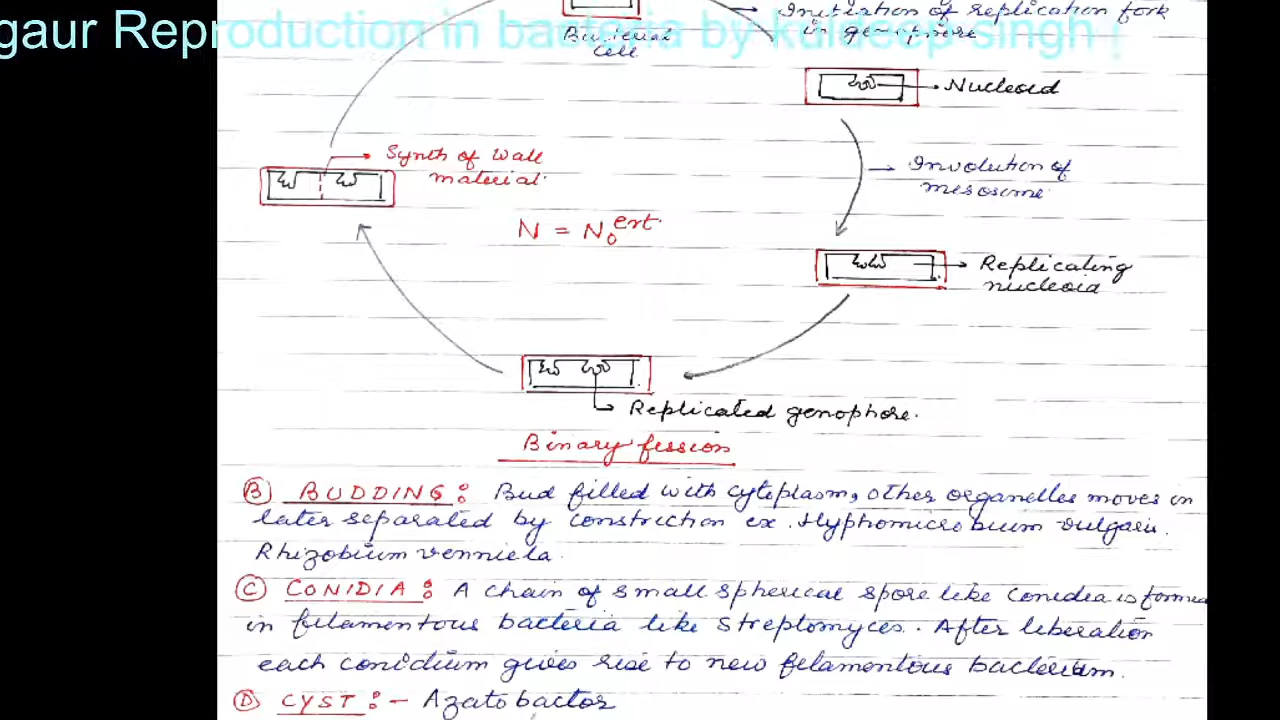 gaur Reproduction in bacteria by kuldeep singh
Initiation of replication fork
in genophore
Bacterial
cell
Nucleoid
Synth of wall
material.
Involution of
mesosome.
N = N₀ert.
Replicating
nucleoid
Replicated genophore.
Binary fission
B BUDDING: Bud filled with cytoplasm, other organelles moves in
later separated by constriction ex. Hyphomicrobium vulgaris.
Rhizobium
C CONIDIA: A chain of small spherical spore like conidia is formed
in filamentous bacteria like Streptomyces. After liberation
each conidium gives rise to new filamentous bacterium.
D CYST:- Azatobactor